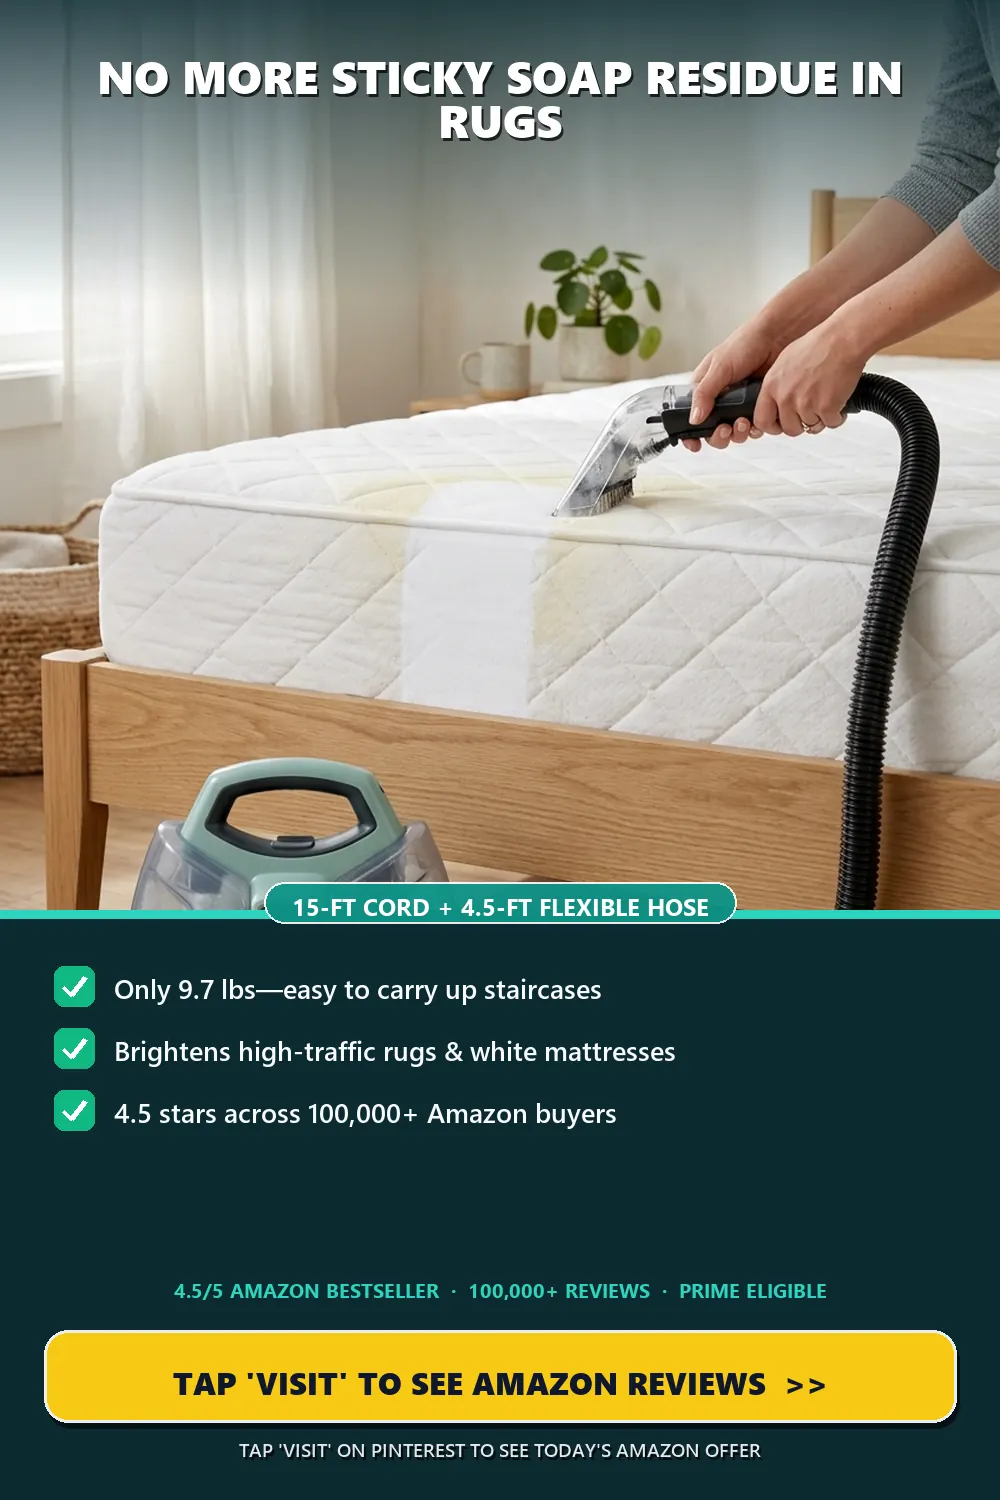 NO MORE STICKY SOAP RESIDUE IN
RUGS
15-FT CORD + 4.5-FT FLEXIBLE HOSE
Only 9.7 lbs—easy to carry up staircases
Brightens high-traffic rugs & white mattresses
4.5 stars across 100,000+ Amazon buyers
4.5/5 AMAZON BESTSELLER · 100,000+ REVIEWS · PRIME ELIGIBLE
TAP 'VISIT' TO SEE AMAZON REVIEWS >>
TAP 'VISIT' ON PINTEREST TO SEE TODAY'S AMAZON OFFER